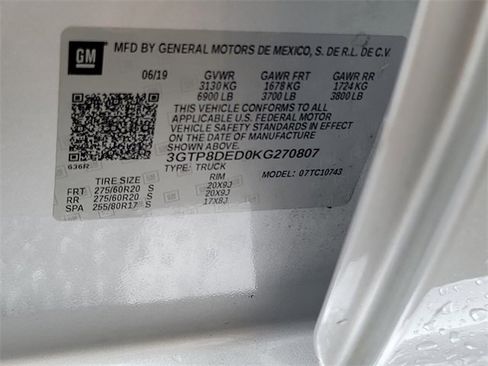 GM
MFD BY GENERAL MOTORS DE MEXICO, S. DE R.L. DE C.V.
06/19 GVWR GAWR FRT GAWR RR
3130 KG 1678 KG 1724 KG
6900 LB 3700 LB 3800 LB
THIS VEHICLE CONFORMS TO ALL
APPLICABLE U.S. FEDERAL MOTOR
VEHICLE SAFETY STANDARDS IN EFFECT
ON THE DATE OF MANUFACTURE
SHOWN ABOVE.
3GTP8DED0KG270807
636R
TYPE: TRUCK MODEL: 07TC10743
TIRE SIZE RIM
FRT 275/60R20 S 20X9J
RR 275/60R20 S 20X9J
SPA 255/80R17 S 17X8J